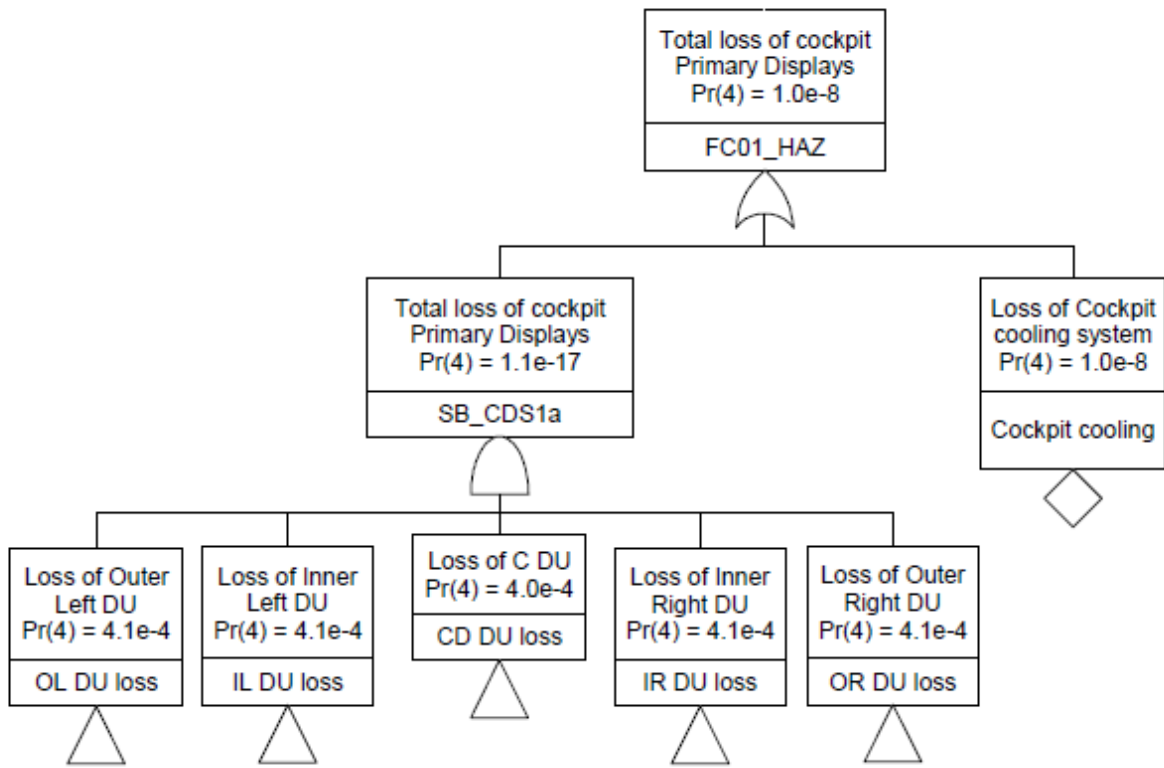 Total loss of cockpit
Primary Displays
Pr(4) = 1.0e-8
FC01_HAZ
Total loss of cockpit
Primary Displays
Pr(4) = 1.1e-17
SB_CDS1a
Loss of Cockpit
cooling system
Pr(4) = 1.0e-8
Cockpit cooling
Loss of Outer
Left DU
Pr(4) = 4.1e-4
OL DU loss
Loss of Inner
Left DU
Pr(4) = 4.1e-4
IL DU loss
Loss of C DU
Pr(4) = 4.0e-4
CD DU loss
Loss of Inner
Right DU
Pr(4) = 4.1e-4
IR DU loss
Loss of Outer
Right DU
Pr(4) = 4.1e-4
OR DU loss